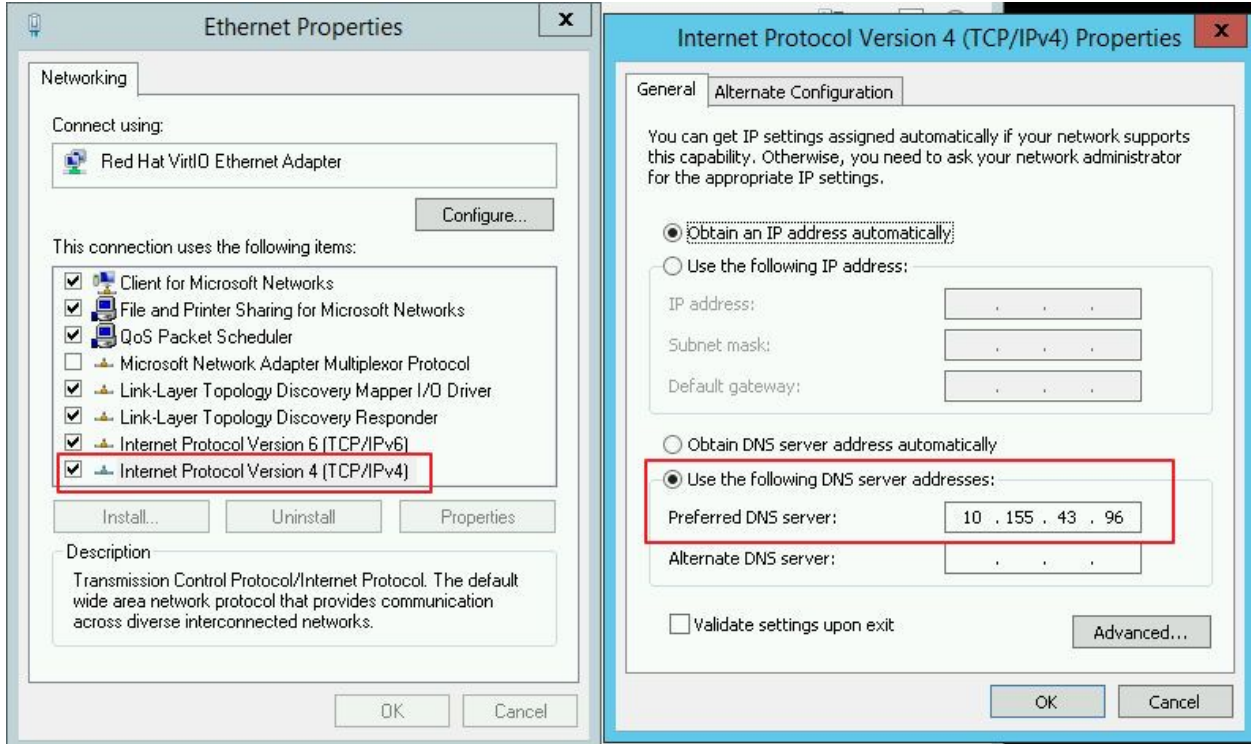 Ethernet Properties
x
Networking
Connect using:
Red Hat VirtIO Ethernet Adapter
Configure...
This connection uses the following items:
Client for Microsoft Networks
File and Printer Sharing for Microsoft Networks
QoS Packet Scheduler
Microsoft Network Adapter Multiplexor Protocol
Link-Layer Topology Discovery Mapper I/O Driver
Link-Layer Topology Discovery Responder
Internet Protocol Version 6 (TCP/IPv6)
Internet Protocol Version 4 (TCP/IPv4)
Install...
Uninstall
Properties
Description
Transmission Control Protocol/Internet Protocol. The default
wide area network protocol that provides communication
across diverse interconnected networks.
OK
Cancel
Internet Protocol Version 4 (TCP/IPv4) Properties
x
General
Alternate Configuration
You can get IP settings assigned automatically if your network supports
this capability. Otherwise, you need to ask your network administrator
for the appropriate IP settings.
Obtain an IP address automatically
Use the following IP address:
IP address:
. . .
Subnet mask:
. . .
Default gateway:
. . .
Obtain DNS server address automatically
Use the following DNS server addresses:
Preferred DNS server:
10 . 155 . 43 . 96
Alternate DNS server:
. . .
Validate settings upon exit
Advanced...
OK
Cancel